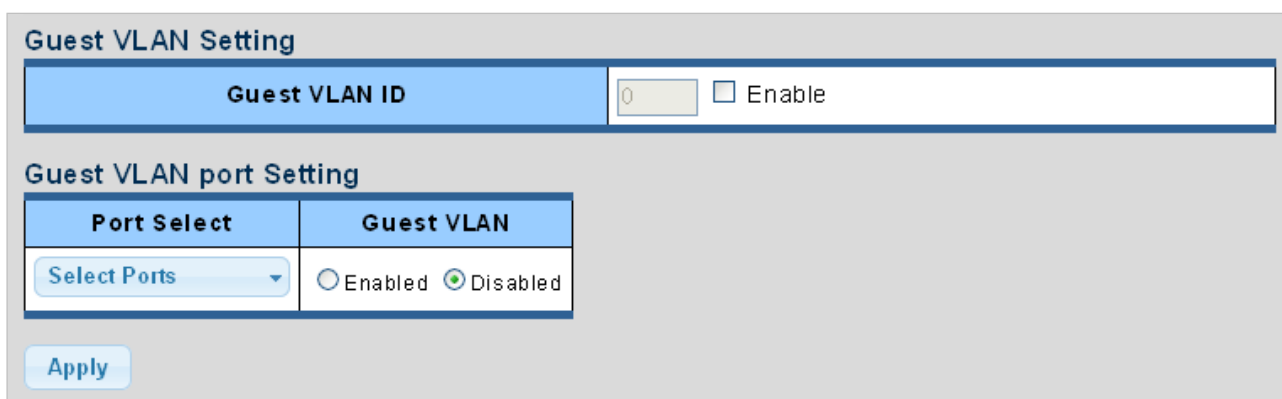 Guest VLAN Setting
Guest VLAN ID 0 Enable
Guest VLAN port Setting
Port Select Guest VLAN
Select Ports Enabled Disabled
Apply